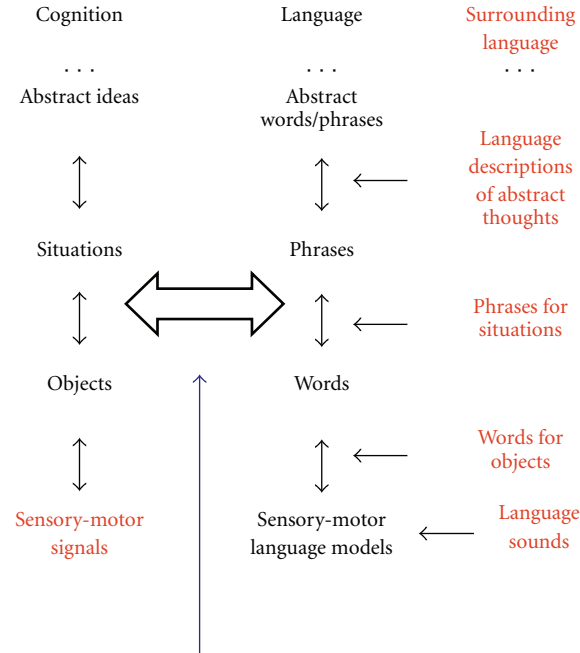 Cognition
Language
Surrounding
language
. . .
. . .
. . .
Abstract ideas
Abstract
words/phrases
Language
descriptions
of abstract
thoughts
Situations
Phrases
Phrases for
situations
Objects
Words
Words for
objects
Sensory-motor
signals
Sensory-motor
language models
Language
sounds